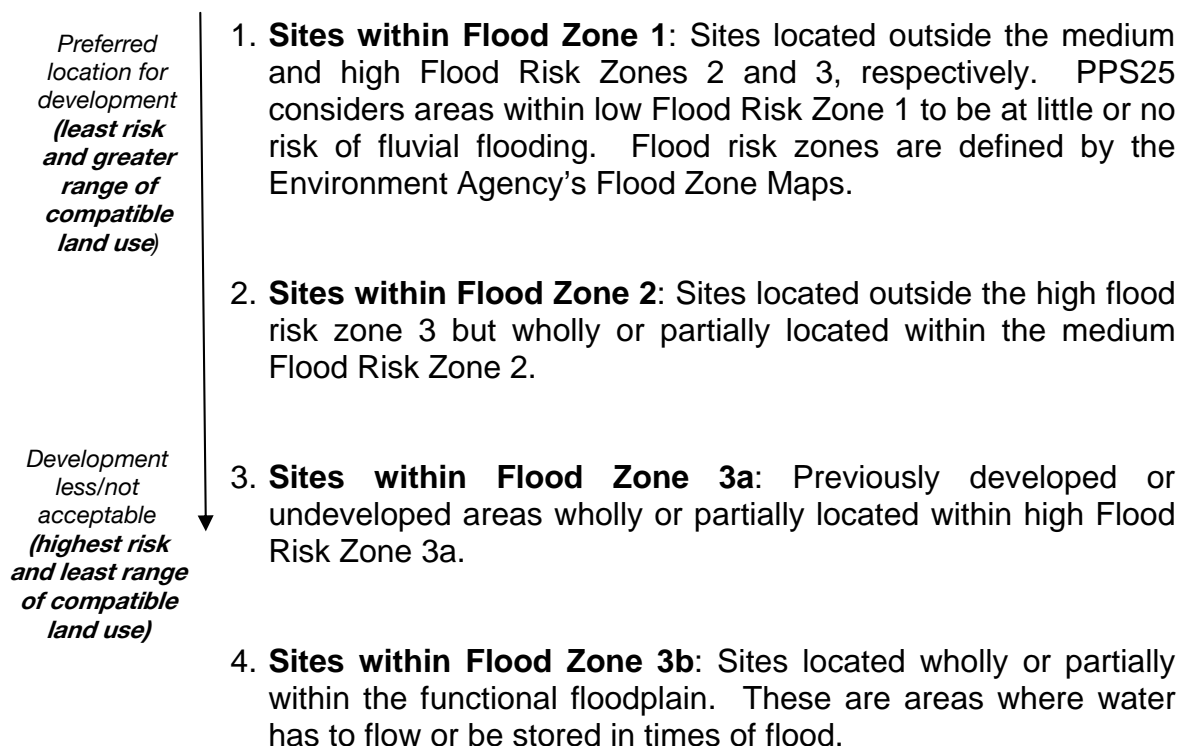 Preferred
location for
development
(least risk
and greater
range of
compatible
land use)
1. Sites within Flood Zone 1: Sites located outside the medium
and high Flood Risk Zones 2 and 3, respectively. PPS25
considers areas within low Flood Risk Zone 1 to be at little or no
risk of fluvial flooding. Flood risk zones are defined by the
Environment Agency's Flood Zone Maps.
2. Sites within Flood Zone 2: Sites located outside the high flood
risk zone 3 but wholly or partially located within the medium
Flood Risk Zone 2.
Development
less/not
acceptable
(highest risk
and least range
of compatible
land use)
3. Sites within Flood Zone 3a: Previously developed or
undeveloped areas wholly or partially located within high Flood
Risk Zone 3a.
4. Sites within Flood Zone 3b: Sites located wholly or partially
within the functional floodplain. These are areas where water
has to flow or be stored in times of flood.